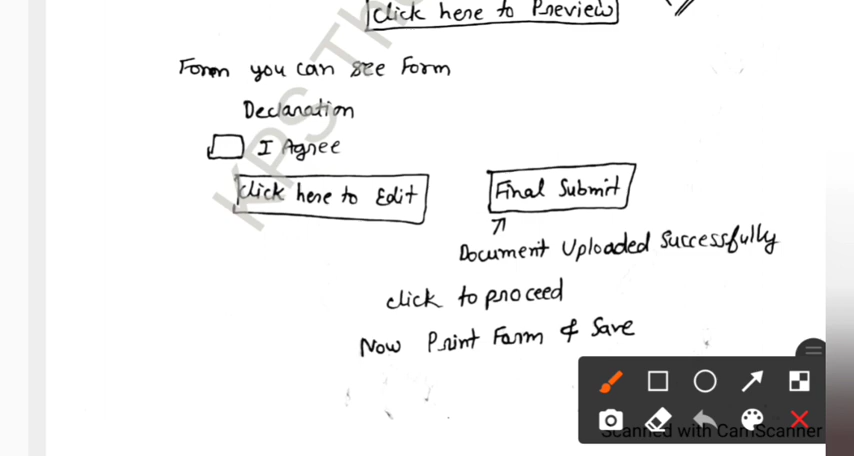 Click here to Preview
Form you can see Form
Declaration
I Agree
Click here to Edit
Final Submit
Document Uploaded Successfully
click to proceed
Now Print Form & Save
Scanned with CamScanner
KPS